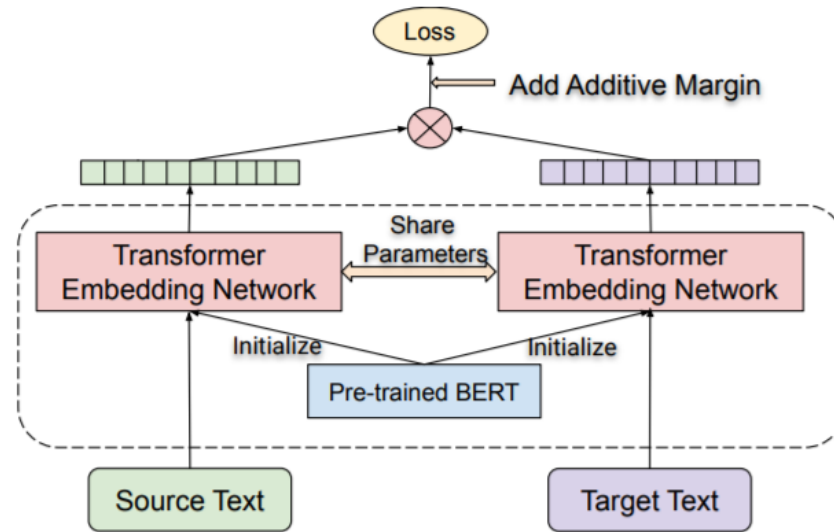 Loss
Add Additive Margin
Share
Parameters
Transformer
Embedding Network
Transformer
Embedding Network
Initialize
Initialize
Pre-trained BERT
Source Text
Target Text